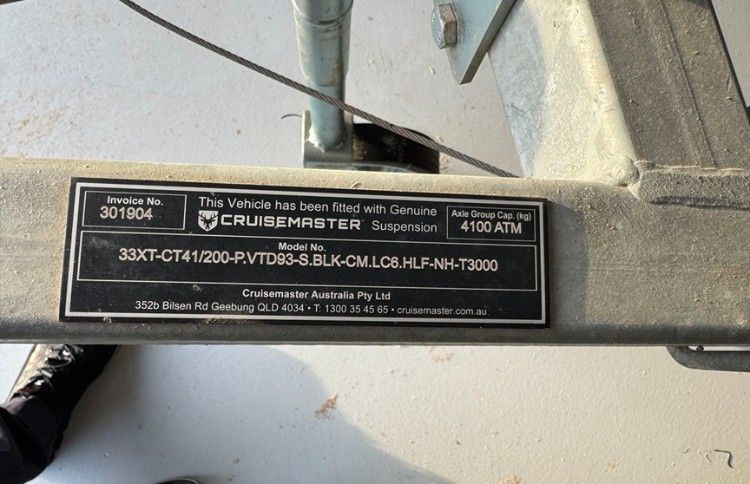 Invoice No.
301904
This Vehicle has been fitted with Genuine
CRUISEMASTER Suspension
Axle Group Cap. (kg)
4100 ATM
Model No.
33XT-CT41/200-P.VTD93-S.BLK-CM.LC6.HLF-NH-T3000
Cruisemaster Australia Pty Ltd
352b Bilsen Rd Geebung QLD 4034 • T: 1300 35 45 65 • cruisemaster.com.au